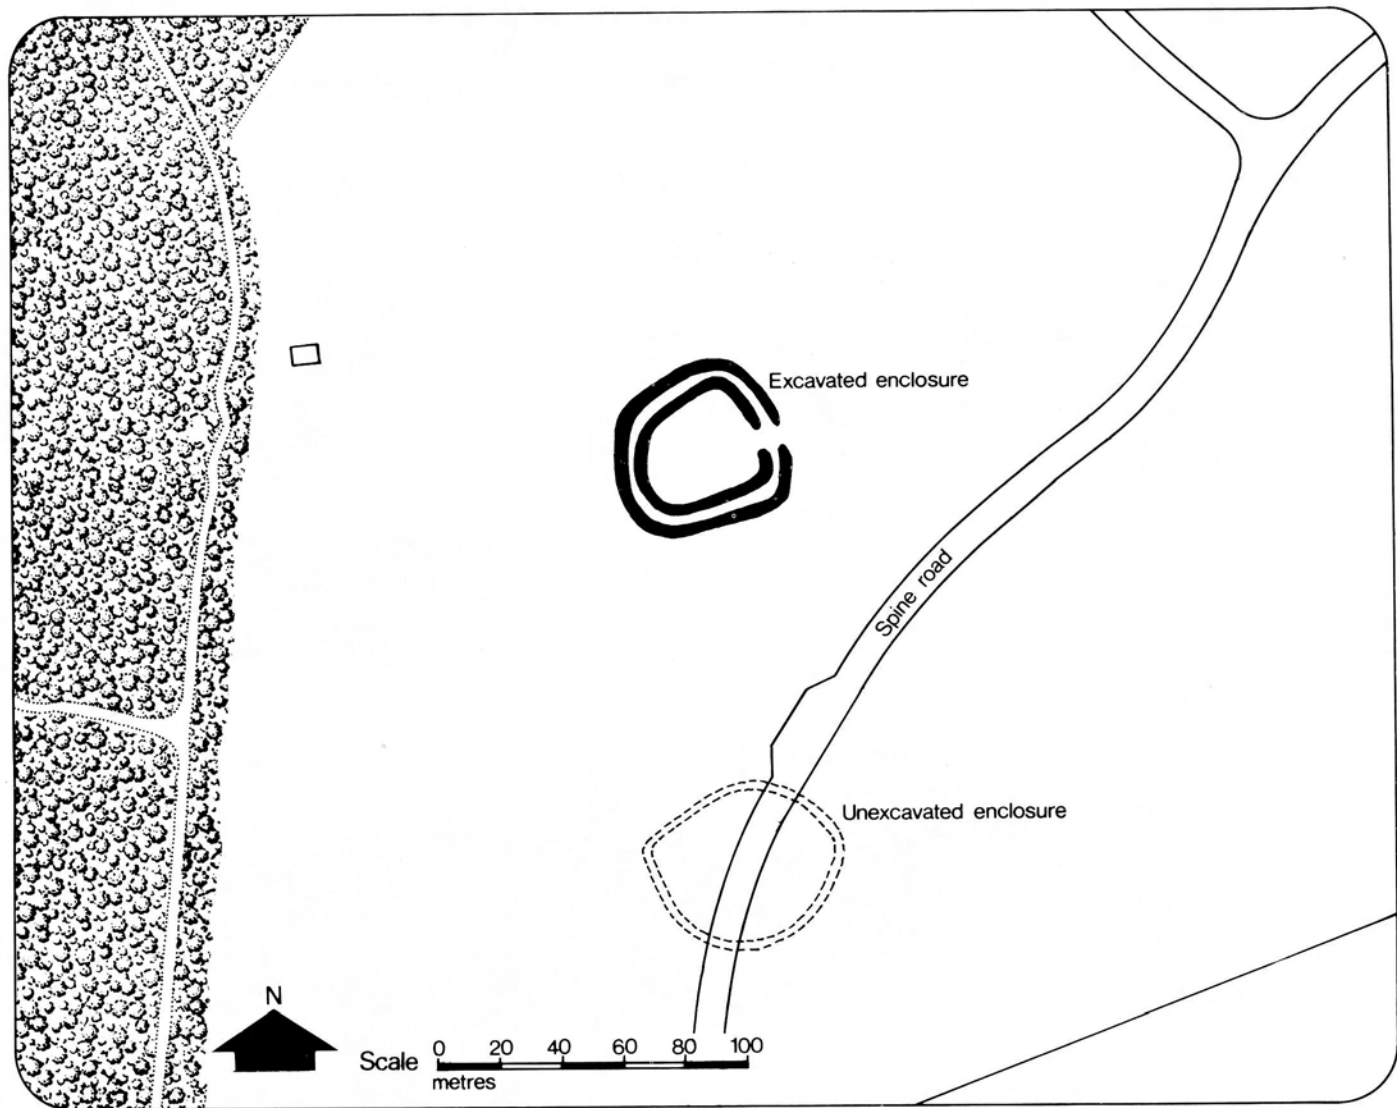 Excavated enclosure
Spine road
Unexcavated enclosure
N
Scale 0 20 40 60 80 100
metres